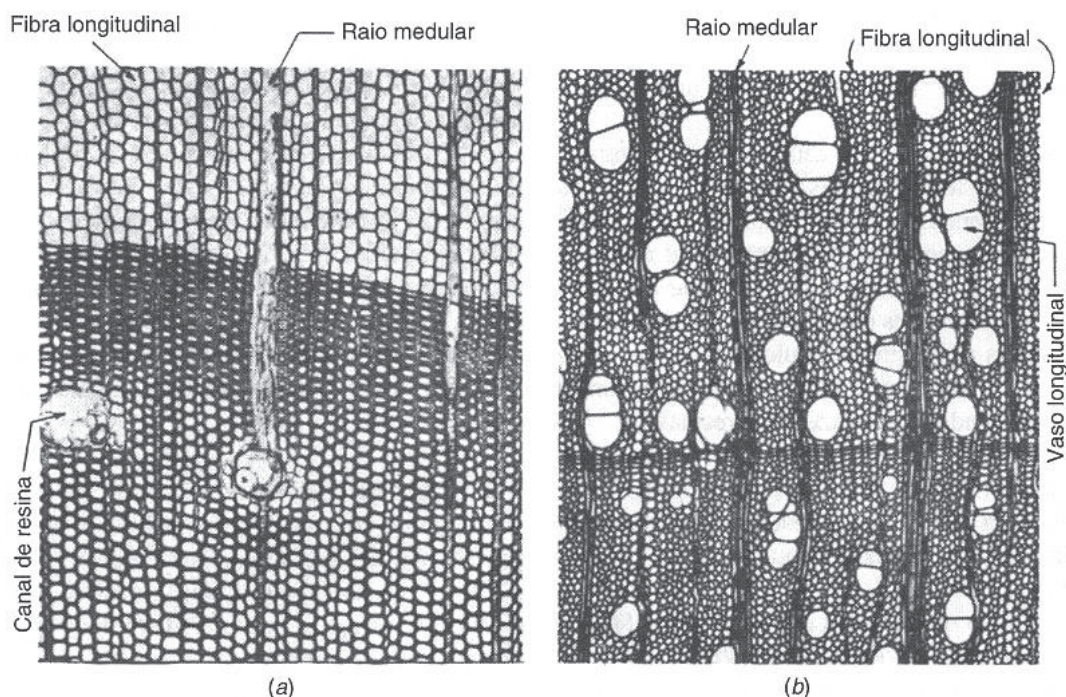 Fibra longitudinal
Raio medular
Canal de resina
(a)
Raio medular
Fibra longitudinal
Vaso longitudinal
(b)